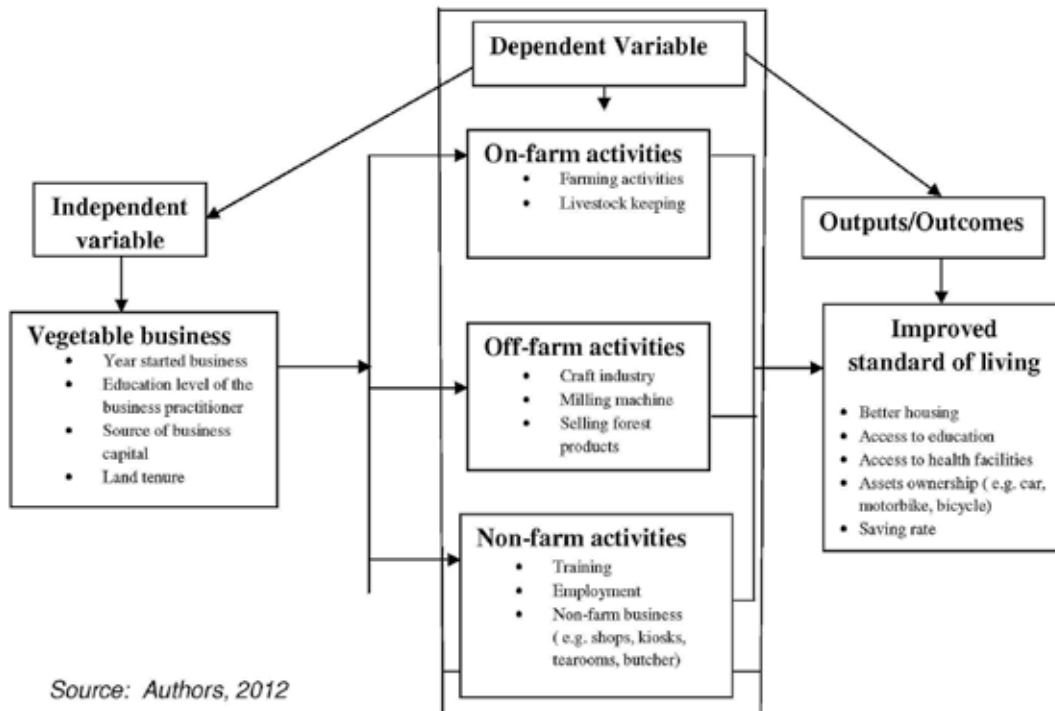 Dependent Variable
On-farm activities
• Farming activities
• Livestock keeping
Independent
variable
Outputs/Outcomes
Vegetable business
• Year started business
• Education level of the
business practitioner
• Source of business
capital
• Land tenure
Off-farm activities
• Craft industry
• Milling machine
• Selling forest
products
Improved
standard of living
• Better housing
• Access to education
• Access to health facilities
• Assets ownership ( e.g. car,
motorbike, bicycle)
• Saving rate
Non-farm activities
• Training
• Employment
• Non-farm business
( e.g. shops, kiosks,
tearooms, butcher)
Source: Authors, 2012